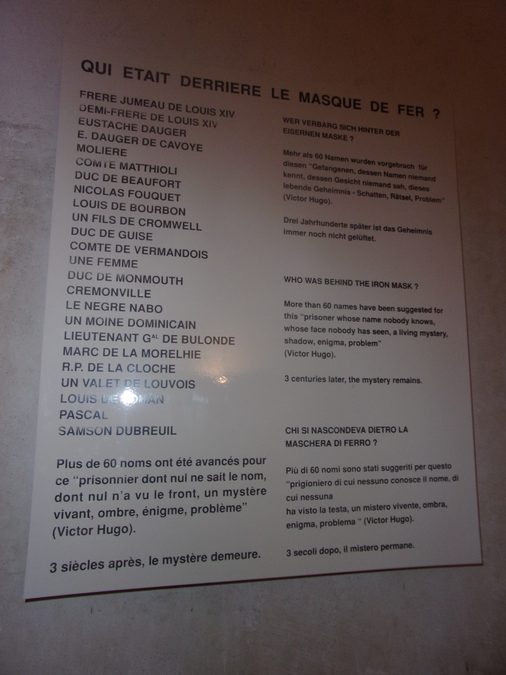 QUI ETAIT DERRIERE LE MASQUE DE FER ?
FRERE JUMEAU DE LOUIS XIV
DEMI-FRERE DE LOUIS XIV
EUSTACHE DAUGER
E. DAUGER DE CAVOYE
MOLIERE
COMTE MATTHIOLI
DUC DE BEAUFORT
NICOLAS FOUQUET
LOUIS DE BOURBON
UN FILS DE CROMWELL
DUC DE GUISE
COMTE DE VERMANDOIS
UNE FEMME
DUC DE MONMOUTH
CREMONVILLE
LE NEGRE NABO
UN MOINE DOMINICAIN
LIEUTENANT GAL DE BULONDE
MARC DE LA MORELHIE
R.P. DE LA CLOCHE
UN VALET DE LOUVOIS
LOUIS DE ROHAN
PASCAL
SAMSON DUBREUIL
Plus de 60 noms ont été avancés pour
ce "prisonnier dont nul ne sait le nom,
dont nul n'a vu le front, un mystère
vivant, ombre, énigme, problème"
(Victor Hugo).
3 siècles après, le mystère demeure.
WER VERBARG SICH HINTER DER
EISERNEN MASKE ?
Mehr als 60 Namen wurden vorgebrach für
diesen "Gefangenen, dessen Namen niemand
kennt, dessen Gesicht niemand sah, dieses
lebende Geheimnis - Schatten, Rätsel, Problem"
(Victor Hugo).
Drei Jahrhunderte später ist das Geheimnis
immer noch nicht gelüftet.
WHO WAS BEHIND THE IRON MASK ?
More than 60 names have been suggested for
this "prisoner whose name nobody knows,
whose face nobody has seen, a living mystery,
shadow, enigma, problem"
(Victor Hugo).
3 centuries later, the mystery remains.
CHI SI NASCONDEVA DIETRO LA
MASCHERA DI FERRO ?
Più di 60 nomi sono stati suggeriti per questo
"prigioniero di cui nessuno conosce il nome, di
cui nessuna
ha visto la testa, un mistero vivente, ombra,
enigma, problema " (Victor Hugo).
3 secoli dopo, il mistero permane.